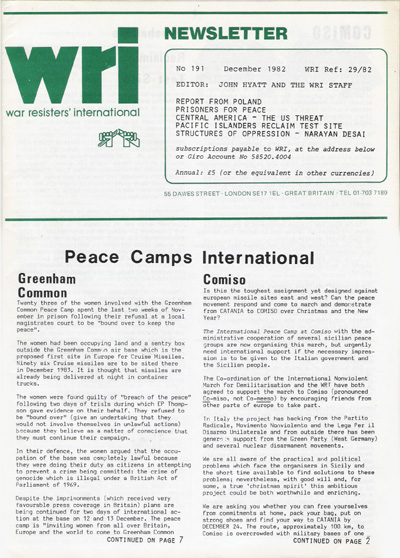 wri
war resisters' international
NEWSLETTER
No 191 December 1982 WRI Ref: 29/82
EDITOR: JOHN HYATT AND THE WRI STAFF
REPORT FROM POLAND
PRISONERS FOR PEACE
CENTRAL AMERICA - THE US THREAT
PACIFIC ISLANDERS RECLAIM TEST SITE
STRUCTURES OF OPPRESSION - NARAYAN DESAI
subscriptions payable to WRI, at the address below
or Giro Account No 58520.4004
Annual: £5 (or the equivalent in other currencies)
55 DAWES STREET · LONDON SE17 1EL · GREAT BRITAIN · TEL 01-703 7189
Peace Camps International
Greenham
Common
Twenty three of the women involved with the Greenham
Common Peace Camp spent the last two weeks of Nov-
ember in prison following their refusal at a local
magistrates court to be "bound over to keep the
peace".
The women had been occupying land and a sentry box
outside the Greenham Common air base which is the
proposed first site in Europe for Cruise Missiles.
Ninety six Cruise missiles are to be sited there
in December 1983. It is thought that missiles are
already being delivered at night in container
trucks.
The women were found guilty of "breach of the peace"
following two days of trials during which EP Thomp-
son gave evidence on their behalf. They refused to
be "bound over" (give an undertaking that they
would not involve themselves in unlawful actions)
because they believe as a matter of conscience that
they must continue their campaign.
In their defence, the women argued that the occu-
pation of the base was completely lawful because
they were doing their duty as citizens in attempting
to prevent a crime being committed: the crime of
genocide which is illegal under a British Act of
Parliament of 1969.
Despite the imprisonments (which received very
favourable press coverage in Britain) plans are
being continued for two days of international ac-
tion at the base on 12 and 13 December. The peace
camp is "inviting women from all over Britain,
Europe and the world to come to Greenham Common
CONTINUED ON PAGE 7
Comiso
Is this the toughest assignment yet designed against
european missile sites east and west? Can the peace
movement respond and come to march and demonstrate
from CATANIA to COMISO over Christmas and the New
Year?
The International Peace Camp at Comiso with the ad-
ministrative cooperation of several sicilian peace
groups are now organising this march, but urgently
need international support if the necessary impres-
sion is to be given to the Italian government and
the Sicilian people.
The Co-ordination of the International Nonviolent
March for Demilitarisation and the WRI have both
agreed to support the march to Comiso (pronounced
Co-miso, not Co-meeso) by encouraging friends from
other parts of europe to take part.
In Italy the project has backing from the Partito
Radicale, Movimento Nonviolento and the Lega Per il
Disarmo Unilaterale and from outside there has been
generous support from the Green Party (West Germany)
and several nuclear disarmament movements.
We are all aware of the practical and political
problems which face the organisers in Sicily and
the short time available to find solutions to these
problems; nevertheless, with good will and, for
some, a true 'christmas spirit' this ambitious
project could be both worthwhile and enriching.
We are asking you whether you can free yourselves
from commitments at home, pack your bag, put on
strong shoes and find your way to CATANIA by
DECEMBER 24. The route, approximately 100 km, to
Comiso is overcrowded with military bases of one
CONTINUED ON PAGE 2